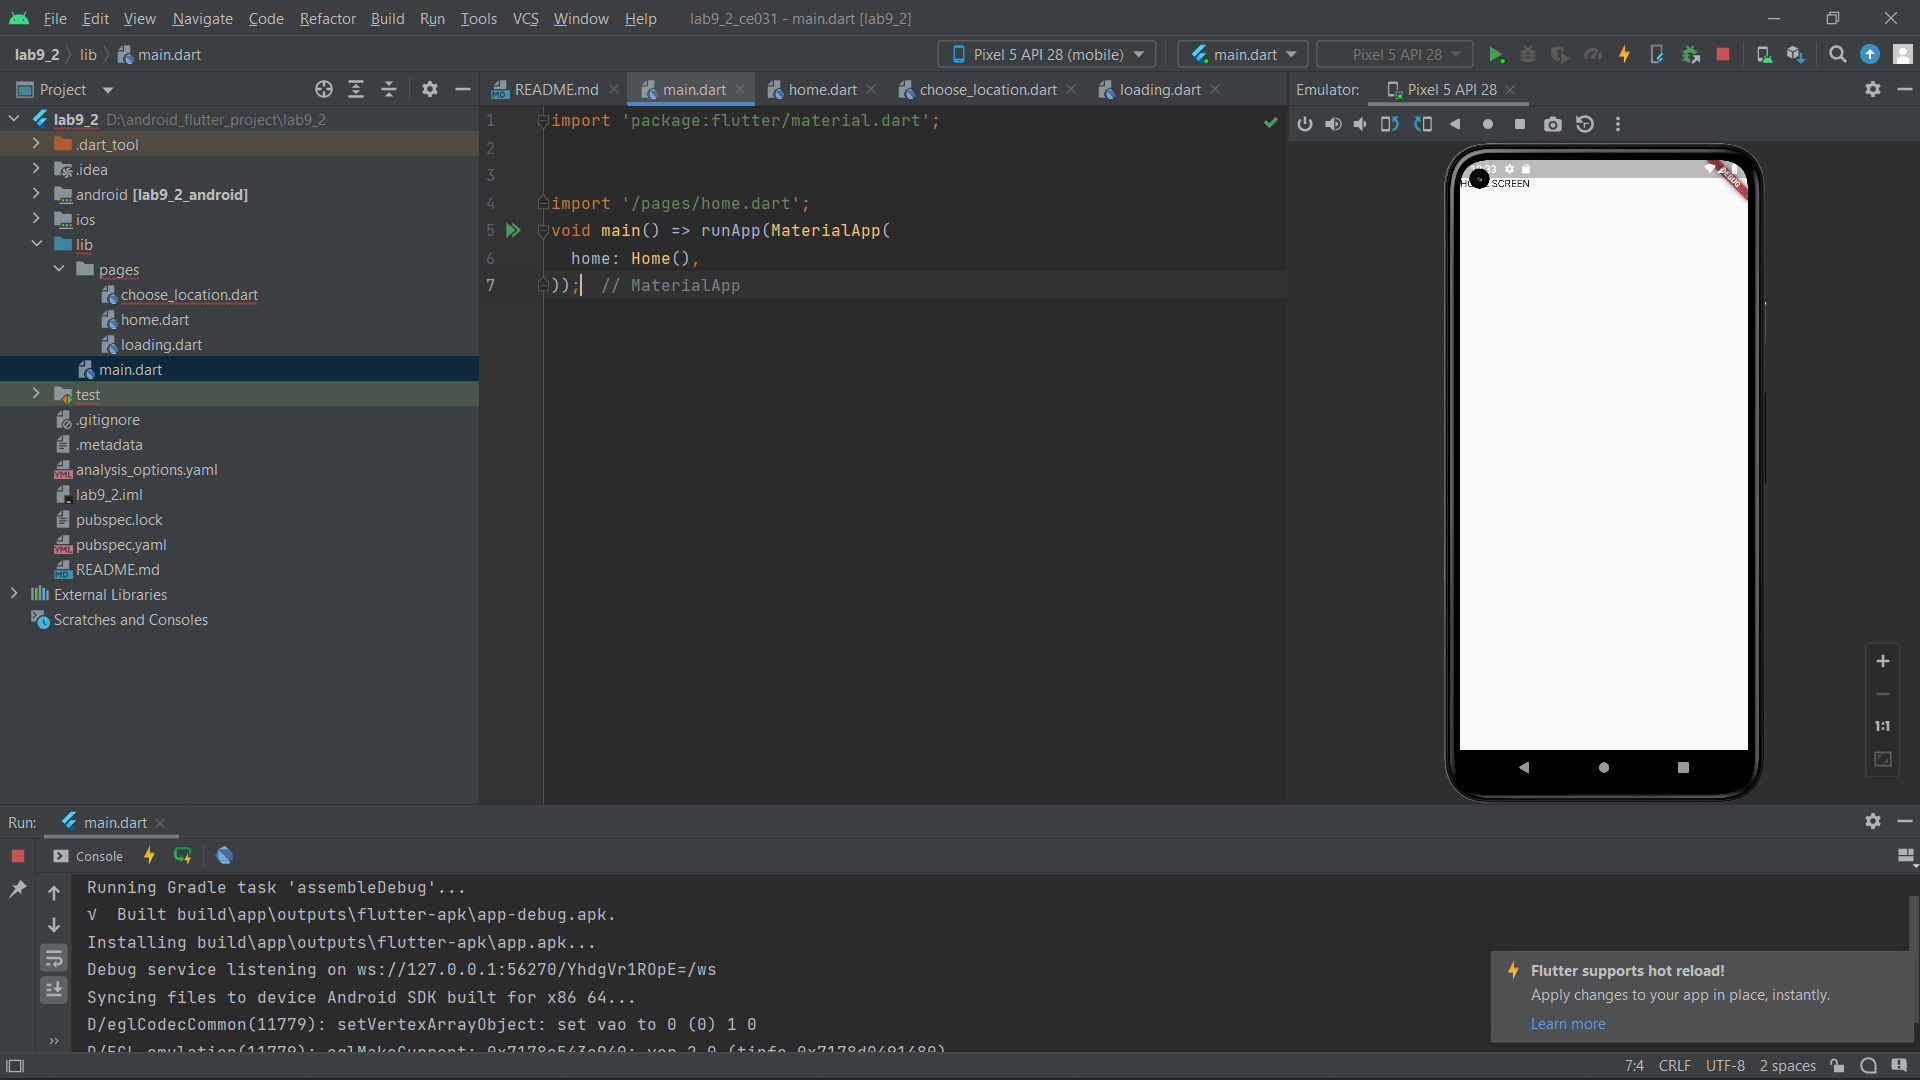 File Edit View Navigate Code Refactor Build Run Tools VCS Window Help lab9_2_ce031 - main.dart [lab9_2]
lab9_2 lib main.dart Pixel 5 API 28 (mobile) main.dart Pixel 5 API 28
Project README.md main.dart home.dart choose_location.dart loading.dart Emulator: Pixel 5 API 28
lab9_2 D:\android_flutter_project\lab9_2
.dart_tool
.idea
android [lab9_2_android]
ios
lib
pages
choose_location.dart
home.dart
loading.dart
main.dart
test
.gitignore
.metadata
analysis_options.yaml
lab9_2.iml
pubspec.lock
pubspec.yaml
README.md
External Libraries
Scratches and Consoles
1 import 'package:flutter/material.dart';
2
3
4 import '/pages/home.dart';
5 void main() => runApp(MaterialApp(
6 home: Home(),
7 )); // MaterialApp
DEBUG
SCREEN
1:1
Run: main.dart
Console
Running Gradle task 'assembleDebug'...
√ Built build\app\outputs\flutter-apk\app-debug.apk.
Installing build\app\outputs\flutter-apk\app.apk...
Debug service listening on ws://127.0.0.1:56270/YhdgVr1ROpE=/ws
Syncing files to device Android SDK built for x86 64...
D/eglCodecCommon(11779): setVertexArrayObject: set vao to 0 (0) 1 0
Flutter supports hot reload!
Apply changes to your app in place, instantly.
Learn more
7:4 CRLF UTF-8 2 spaces